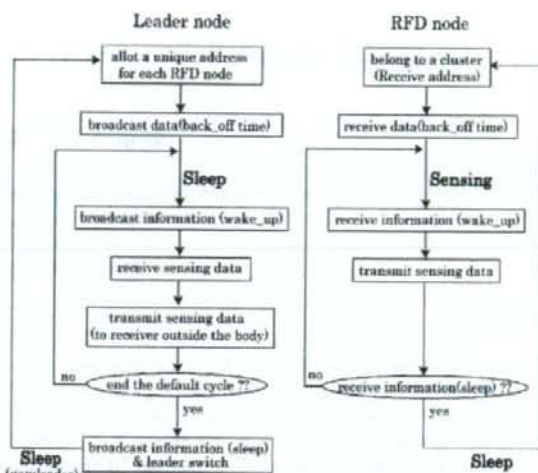 Leader node
allot a unique address
for each RFD node
broadcast data(back_off time)
Sleep
broadcast information (wake_up)
receive sensing data
transmit sensing data
(to receiver outside the body)
no
end the default cycle ??
yes
broadcast information (sleep)
& leader switch
Sleep
RFD node
belong to a cluster
(Receive address)
receive data(back_off time)
Sensing
receive information (wake_up)
transmit sensing data
no
receive information(sleep) ??
yes
Sleep